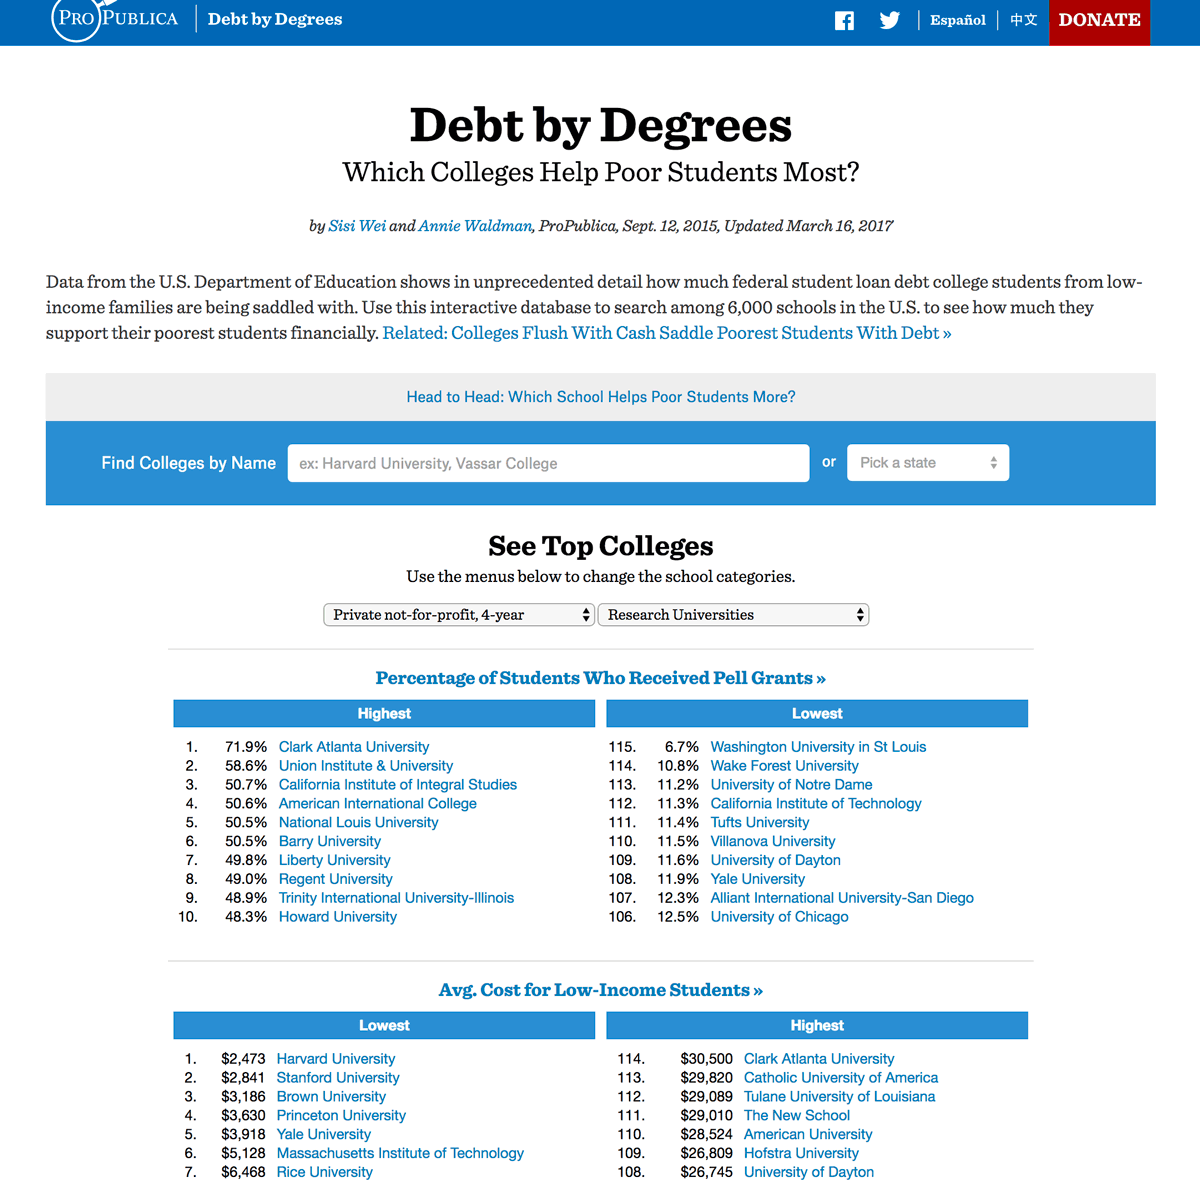 PROPUBLICA
Debt by Degrees
Español
中文
DONATE
Debt by Degrees
Which Colleges Help Poor Students Most?
by Sisi Wei and Annie Waldman, ProPublica, Sept. 12, 2015, Updated March 16, 2017
Data from the U.S. Department of Education shows in unprecedented detail how much federal student loan debt college students from low-
income families are being saddled with. Use this interactive database to search among 6,000 schools in the U.S. to see how much they
support their poorest students financially. Related: Colleges Flush With Cash Saddle Poorest Students With Debt »
Head to Head: Which School Helps Poor Students More?
Find Colleges by Name ex: Harvard University, Vassar College or Pick a state
See Top Colleges
Use the menus below to change the school categories.
Private not-for-profit, 4-year Research Universities
Percentage of Students Who Received Pell Grants »
Highest
1. 71.9% Clark Atlanta University
2. 58.6% Union Institute & University
3. 50.7% California Institute of Integral Studies
4. 50.6% American International College
5. 50.5% National Louis University
6. 50.5% Barry University
7. 49.8% Liberty University
8. 49.0% Regent University
9. 48.9% Trinity International University-Illinois
10. 48.3% Howard University
Lowest
115. 6.7% Washington University in St Louis
114. 10.8% Wake Forest University
113. 11.2% University of Notre Dame
112. 11.3% California Institute of Technology
111. 11.4% Tufts University
110. 11.5% Villanova University
109. 11.6% University of Dayton
108. 11.9% Yale University
107. 12.3% Alliant International University-San Diego
106. 12.5% University of Chicago
Avg. Cost for Low-Income Students »
Lowest
1. $2,473 Harvard University
2. $2,841 Stanford University
3. $3,186 Brown University
4. $3,630 Princeton University
5. $3,918 Yale University
6. $5,128 Massachusetts Institute of Technology
7. $6,468 Rice University
Highest
114. $30,500 Clark Atlanta University
113. $29,820 Catholic University of America
112. $29,089 Tulane University of Louisiana
111. $29,010 The New School
110. $28,524 American University
109. $26,809 Hofstra University
108. $26,745 University of Dayton